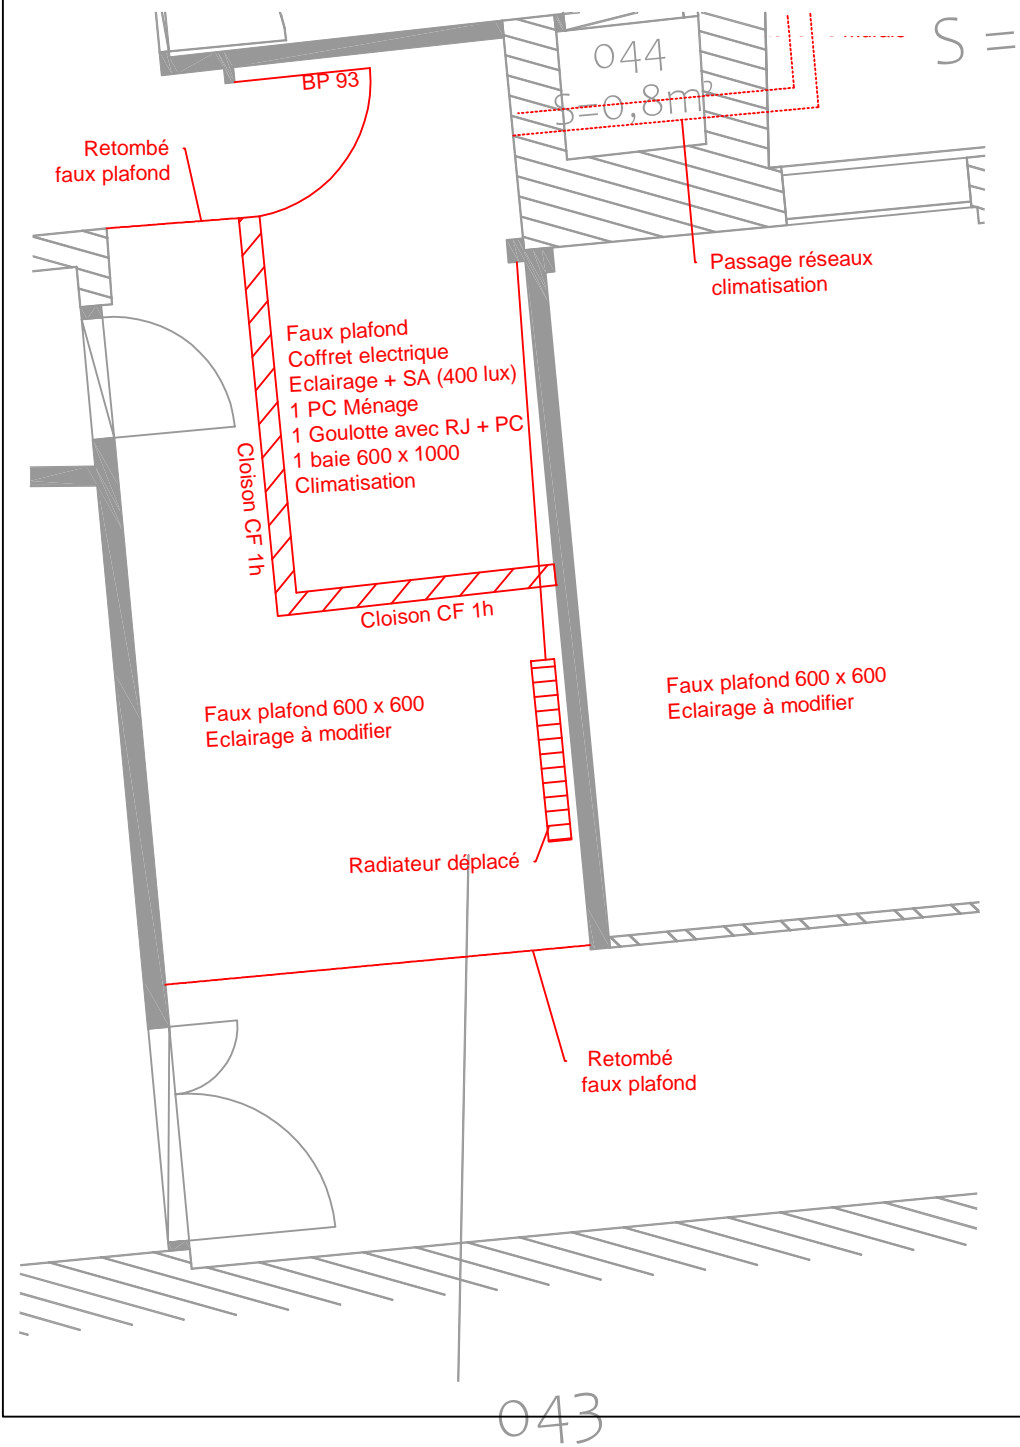 S =
044
S=0,8m²
BP 93
Retombé
faux plafond
Passage réseaux
climatisation
Faux plafond
Coffret electrique
Eclairage + SA (400 lux)
1 PC Ménage
1 Goulotte avec RJ + PC
1 baie 600 x 1000
Climatisation
Cloison CF 1h
Cloison CF 1h
Faux plafond 600 x 600
Eclairage à modifier
Faux plafond 600 x 600
Eclairage à modifier
Radiateur déplacé
Retombé
faux plafond
043